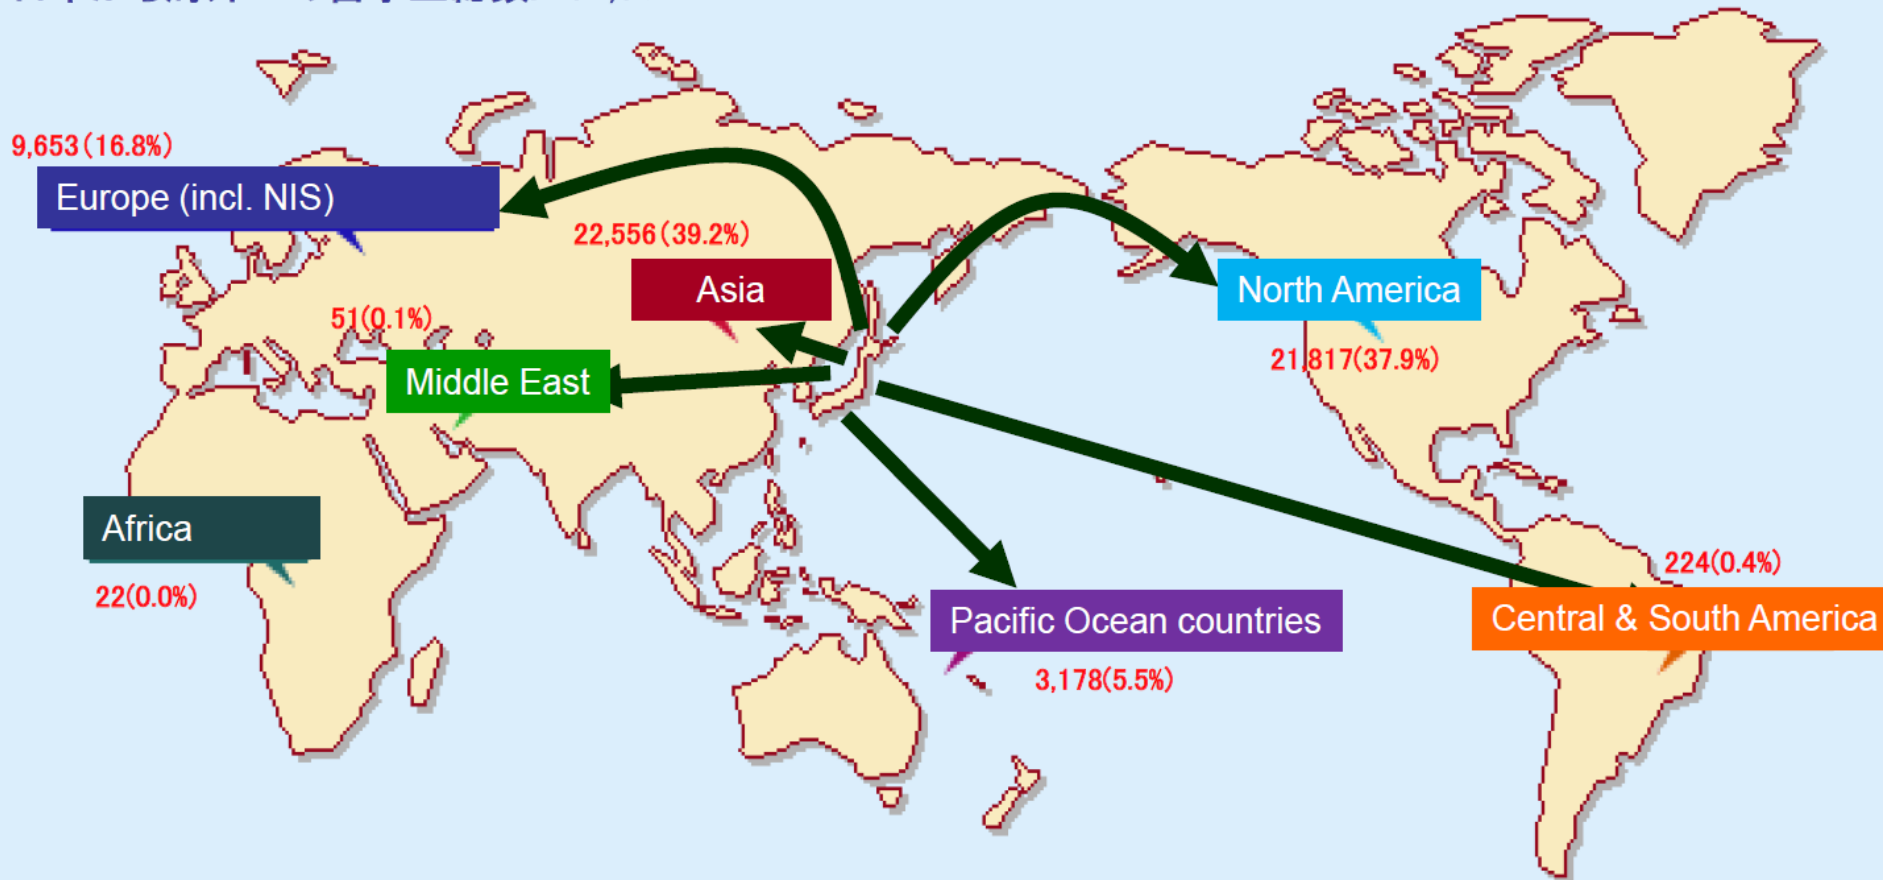 9,653(16.8%)
Europe (incl. NIS)
22,556(39.2%)
Asia
North America
51(0.1%)
21,817(37.9%)
Middle East
Africa
22(0.0%)
224(0.4%)
Pacific Ocean countries
Central & South America
3,178(5.5%)